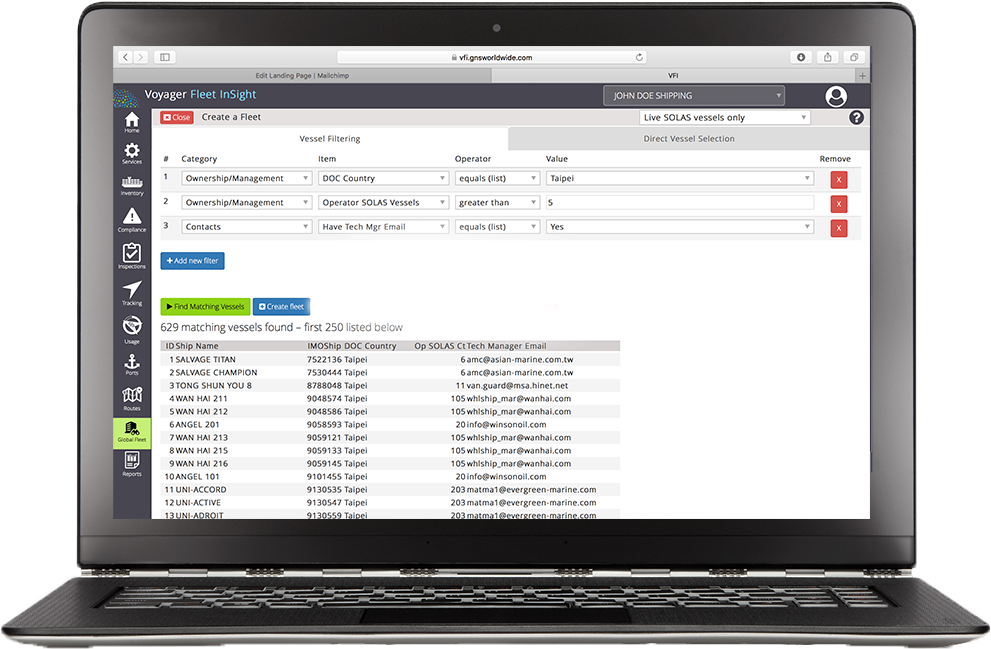 vfi.gnsworldwide.com
Edit Landing Page | Mailchimp VFI +
Voyager Fleet InSight JOHN DOE SHIPPING
Home
Services
Inventory
Compliance
Inspections
Tracking
Usage
Ports
Routes
Global Fleet
Reports
Close Create a Fleet Live SOLAS vessels only ?
Vessel Filtering Direct Vessel Selection
# Category Item Operator Value Remove
1 Ownership/Management DOC Country equals (list) Taipei X
2 Ownership/Management Operator SOLAS Vessels greater than 5 X
3 Contacts Have Tech Mgr Email equals (list) Yes X
+ Add new filter
Find Matching Vessels Create fleet
629 matching vessels found – first 250 listed below
ID Ship Name IMOShip DOC Country Op SOLAS Ct Tech Manager Email
1 SALVAGE TITAN 7522136 Taipei 6 amc@asian-marine.com.tw
2 SALVAGE CHAMPION 7530444 Taipei 6 amc@asian-marine.com.tw
3 TONG SHUN YOU 8 8788048 Taipei 11 van.guard@msa.hinet.net
4 WAN HAI 211 9048574 Taipei 105 whlship_mar@wanhai.com
5 WAN HAI 212 9048586 Taipei 105 whlship_mar@wanhai.com
6 ANGEL 201 9058593 Taipei 20 info@winsonoil.com
7 WAN HAI 213 9059121 Taipei 105 whlship_mar@wanhai.com
8 WAN HAI 215 9059133 Taipei 105 whlship_mar@wanhai.com
9 WAN HAI 216 9059145 Taipei 105 whlship_mar@wanhai.com
10 ANGEL 101 9101455 Taipei 20 info@winsonoil.com
11 UNI-ACCORD 9130535 Taipei 203 matma1@evergreen-marine.com
12 UNI-ACTIVE 9130547 Taipei 203 matma1@evergreen-marine.com
13 UNI-ADROIT 9130559 Taipei 203 matma1@evergreen-marine.com